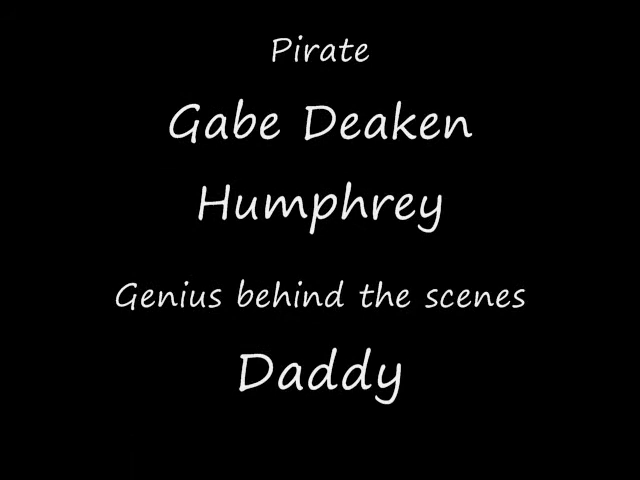 Pirate
Gabe Deaken
Humphrey
Genius behind the scenes
Daddy